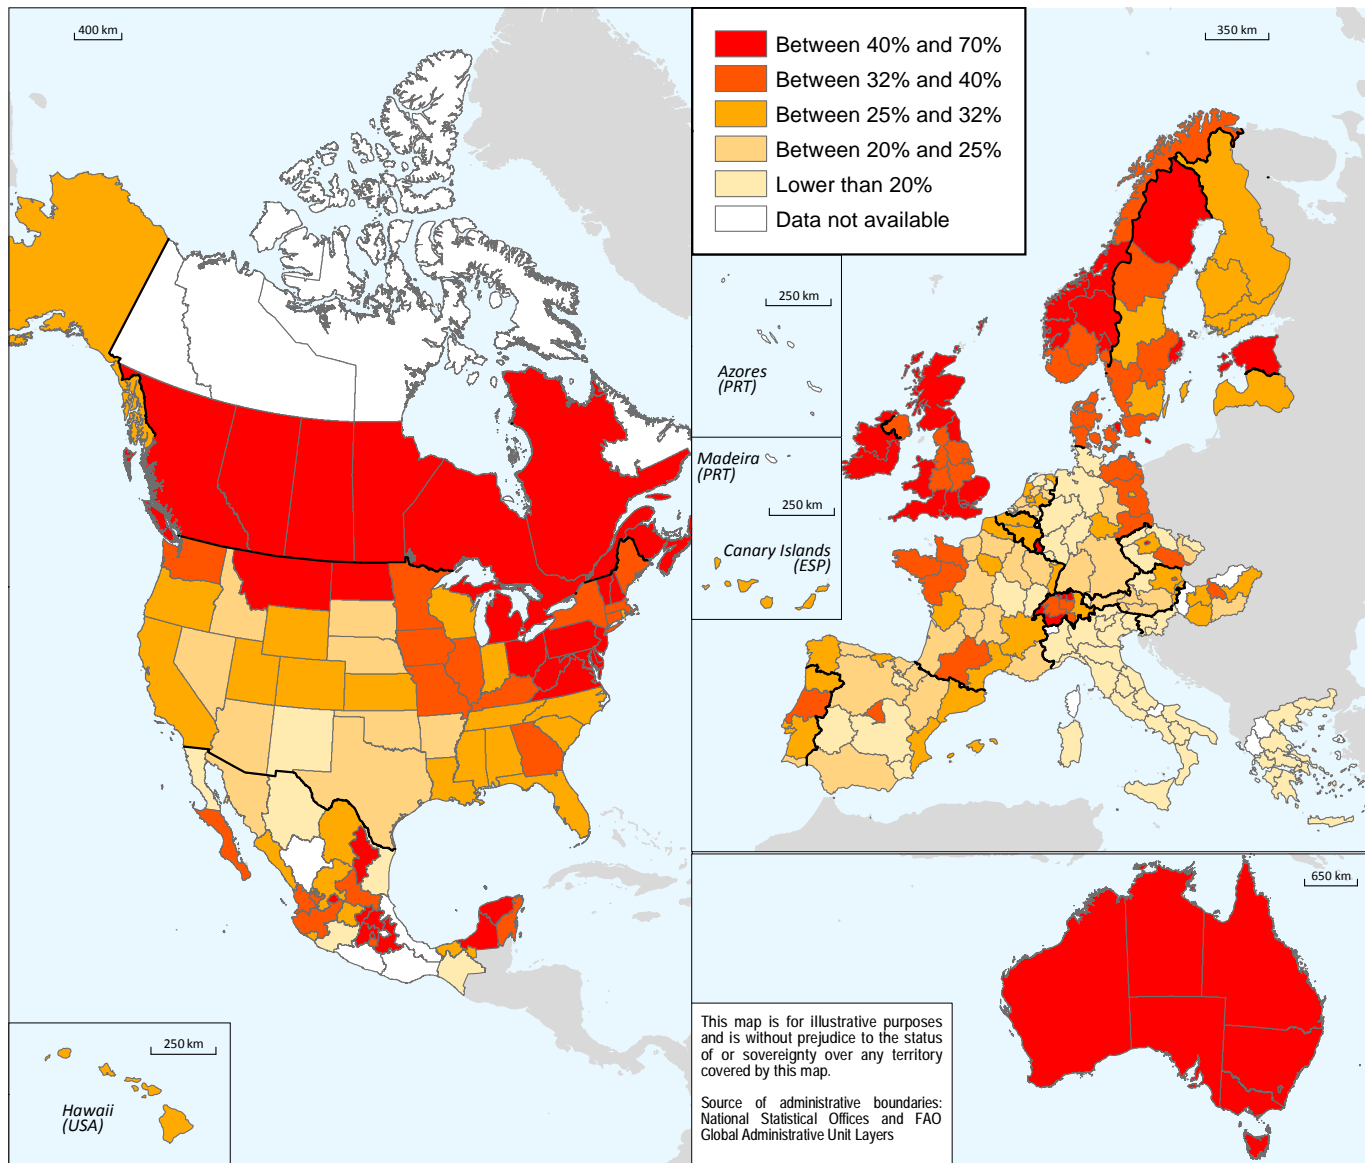 400 km
Between 40% and 70%
Between 32% and 40%
Between 25% and 32%
Between 20% and 25%
Lower than 20%
Data not available
350 km
250 km
Azores
(PRT)
Madeira
(PRT)
250 km
Canary Islands
(ESP)
650 km
This map is for illustrative purposes
and is without prejudice to the status
of or sovereignty over any territory
covered by this map.
Source of administrative boundaries:
National Statistical Offices and FAO
Global Administrative Unit Layers
250 km
Hawaii
(USA)